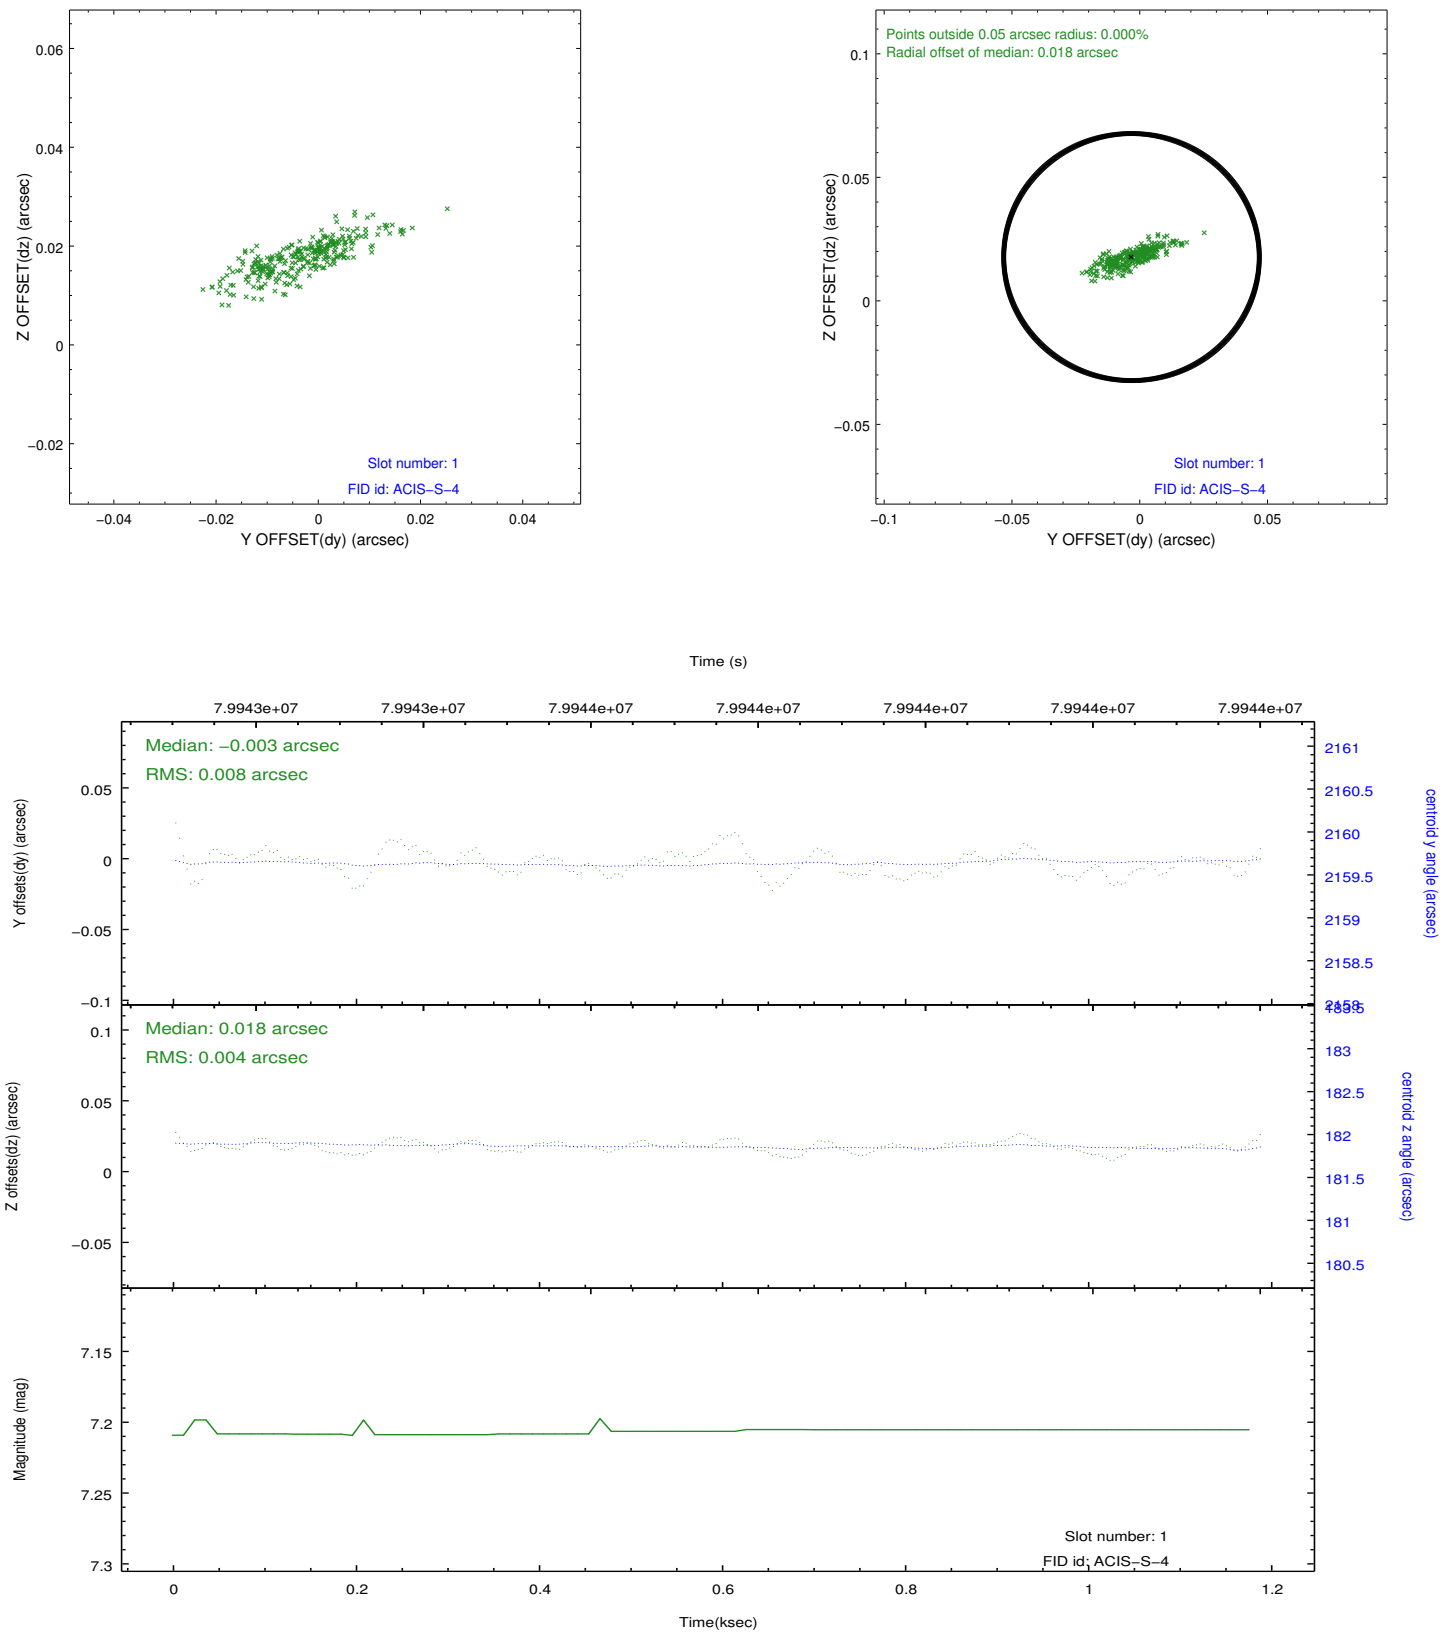 0.06
0.04
0.02
0
−0.02
−0.04
−0.02
0
0.02
0.04
Z OFFSET(dz) (arcsec)
Y OFFSET(dy) (arcsec)
Slot number: 1
FID id: ACIS−S−4
Points outside 0.05 arcsec radius: 0.000%
Radial offset of median: 0.018 arcsec
0.1
0.05
0
−0.05
−0.1
−0.05
0
0.05
Z OFFSET(dz) (arcsec)
Y OFFSET(dy) (arcsec)
Slot number: 1
FID id: ACIS−S−4
Time (s)
7.9943e+07 7.9943e+07 7.9944e+07 7.9944e+07 7.9944e+07 7.9944e+07 7.9944e+07
Median: −0.003 arcsec
RMS: 0.008 arcsec
0.05
0
−0.05
−0.1
Y offsets(dy) (arcsec)
2161
2160.5
2160
2159.5
2159
2158.5
2158
centroid y angle (arcsec)
Median: 0.018 arcsec
RMS: 0.004 arcsec
0.1
0.05
0
−0.05
Z offsets(dz) (arcsec)
183.5
183
182.5
182
181.5
181
180.5
centroid z angle (arcsec)
7.15
7.2
7.25
7.3
Magnitude (mag)
Slot number: 1
FID id: ACIS−S−4
0 0.2 0.4 0.6 0.8 1 1.2
Time(ksec)